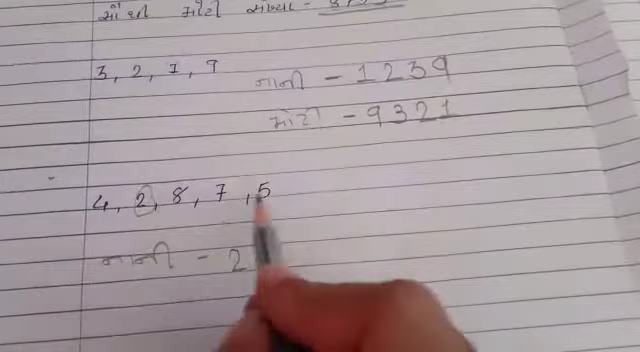 મોટી સંખ્યા -
3, 2, 1, 9
નાની - 1239
મોટી - 9321
4, 2, 8, 7, 5
નાની - 2